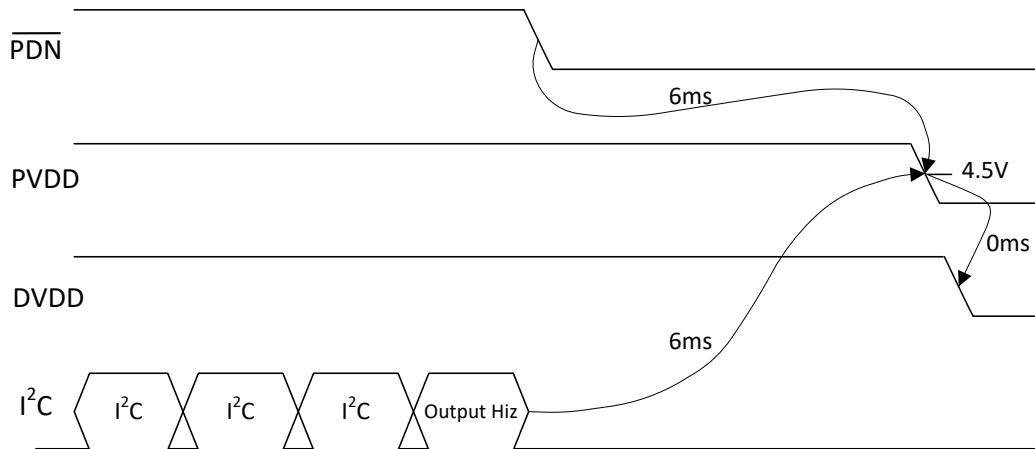 PDN
6ms
PVDD
4.5V
0ms
DVDD
6ms
I²C I²C I²C I²C Output Hiz